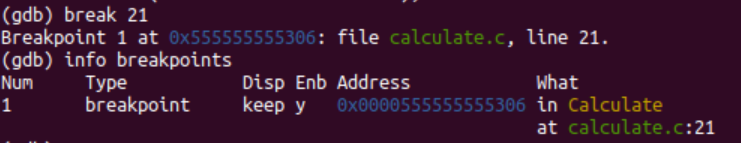 (gdb) break 21
Breakpoint 1 at 0x555555555306: file calculate.c, line 21.
(gdb) info breakpoints
Num     Type           Disp Enb Address            What
1       breakpoint     keep y   0x0000555555555306 in Calculate
                                                   at calculate.c:21